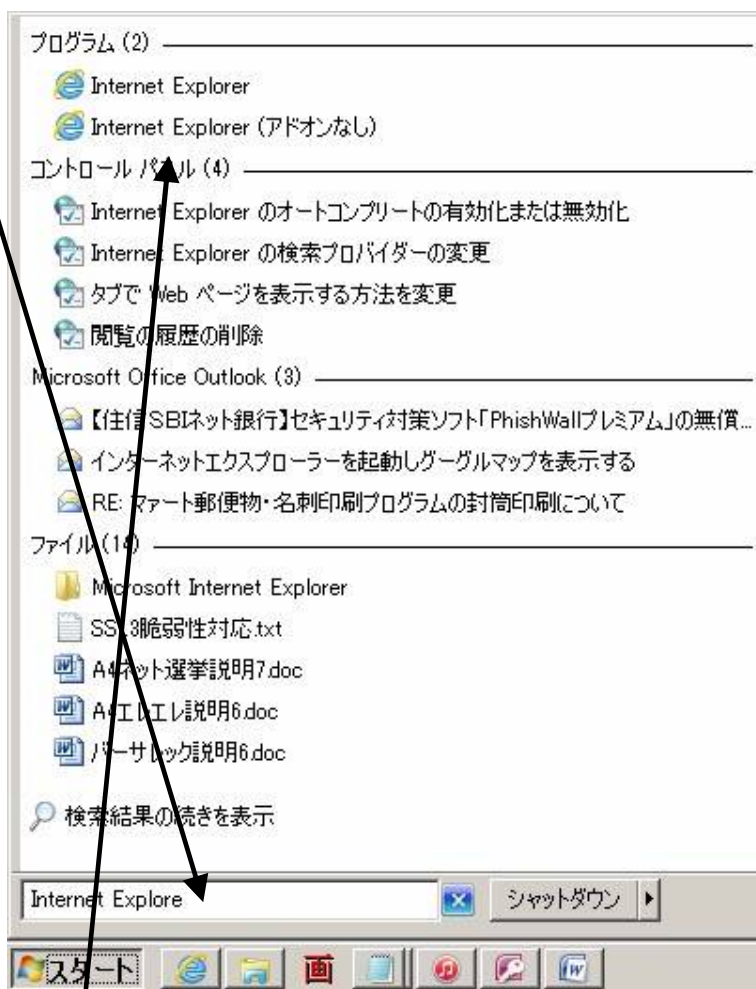 プログラム (2)
Internet Explorer
Internet Explorer (アドオンなし)
コントロール パネル (4)
Internet Explorer のオートコンプリートの有効化または無効化
Internet Explorer の検索プロバイダーの変更
タブで Web ページを表示する方法を変更
閲覧の履歴の削除
Microsoft Office Outlook (3)
【住信SBIネット銀行】セキュリティ対策ソフト「PhishWallプレミアム」の無償...
インターネットエクスプローラーを起動しグーグルマップを表示する
RE: マァート郵便物・名刺印刷プログラムの封筒印刷について
ファイル (14)
Microsoft Internet Explorer
SSL3脆弱性対応.txt
A4ネット選挙説明7.doc
A4エレエレ説明6.doc
バーサレック説明6.doc
検索結果の続きを表示
Internet Explore
シャットダウン
スタート
画